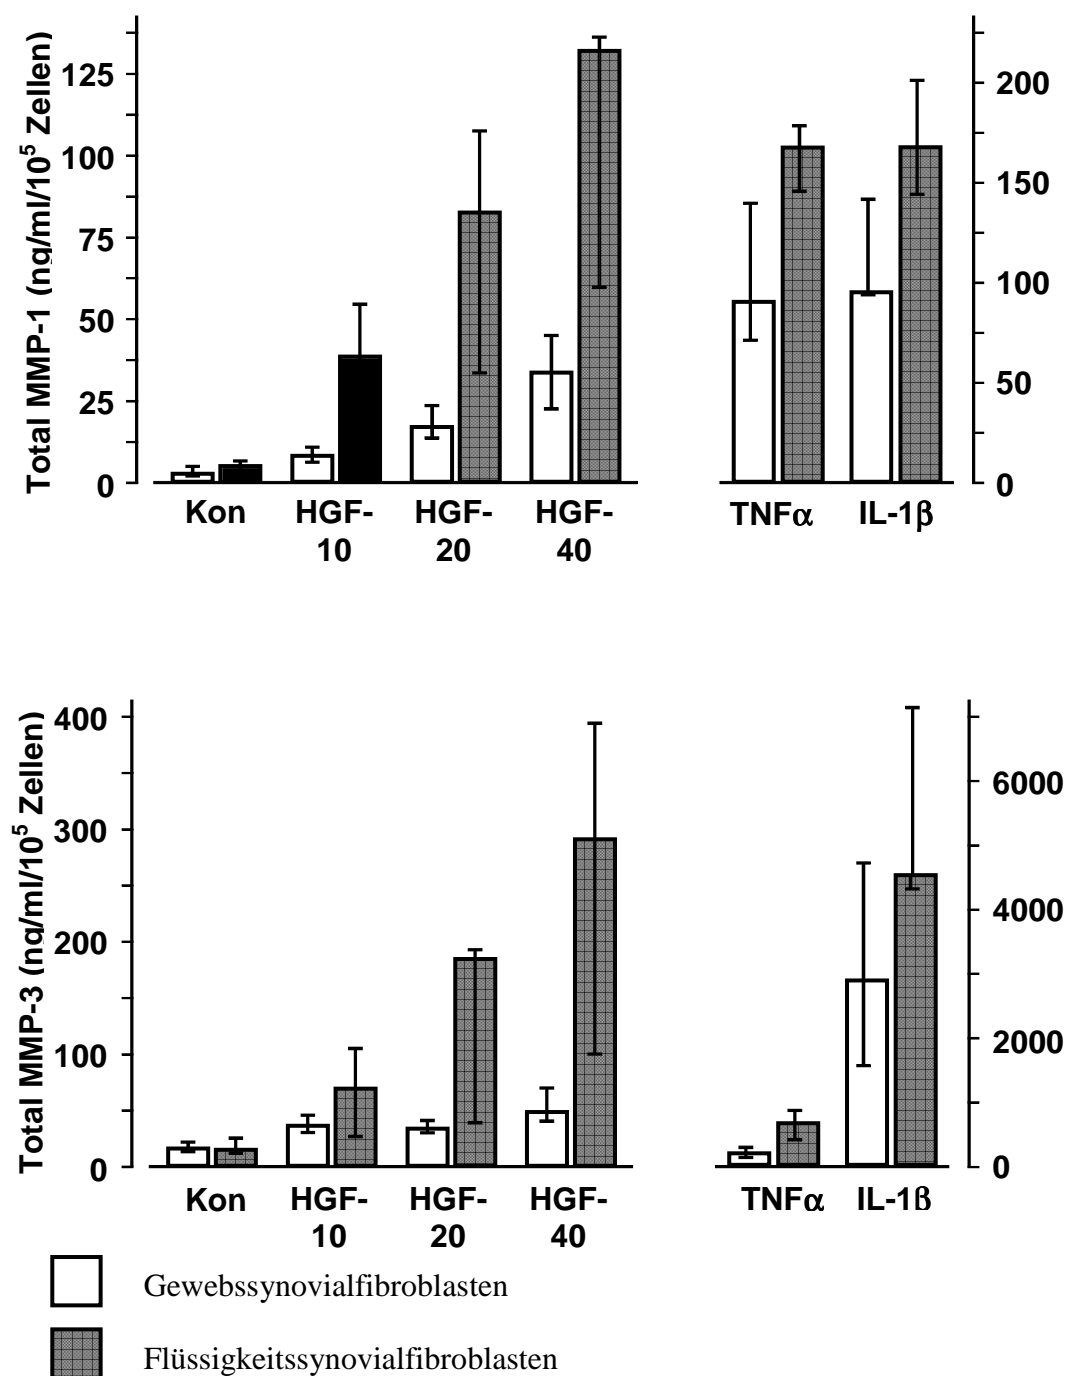 Total MMP-1 (ng/ml/10⁵ Zellen)
125
100
75
50
25
0
200
150
100
50
0
Kon
HGF-
10
HGF-
20
HGF-
40
TNFα
IL-1β
Total MMP-3 (ng/ml/10⁵ Zellen)
400
300
200
100
0
6000
4000
2000
0
Kon
HGF-
10
HGF-
20
HGF-
40
TNFα
IL-1β
Gewebssynovialfibroblasten
Flüssigkeitssynovialfibroblasten